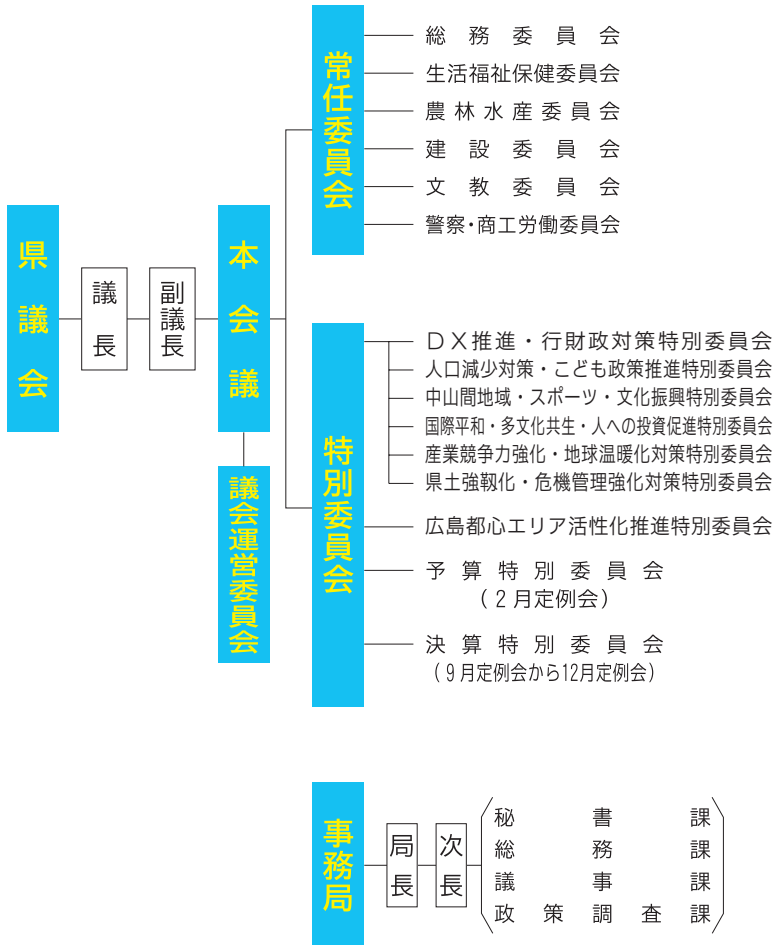 県議会
議長
副議長
本会議
議会運営委員会
常任委員会
総務委員会
生活福祉保健委員会
農林水産委員会
建設委員会
文教委員会
警察・商工労働委員会
特別委員会
DX推進・行財政対策特別委員会
人口減少対策・こども政策推進特別委員会
中山間地域・スポーツ・文化振興特別委員会
国際平和・多文化共生・人への投資促進特別委員会
産業競争力強化・地球温暖化対策特別委員会
県土強靱化・危機管理強化対策特別委員会
広島都心エリア活性化推進特別委員会
予算特別委員会
(2月定例会)
決算特別委員会
(9月定例会から12月定例会)
事務局
局長
次長
秘書課
総務課
議事課
政策調査課